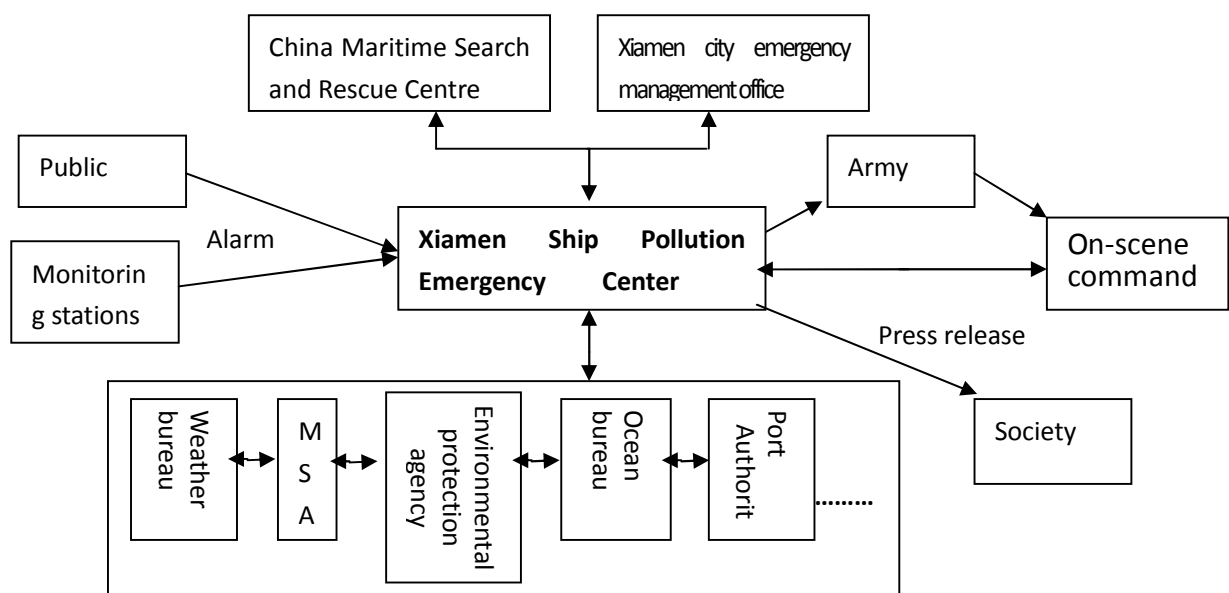 China Maritime Search
and Rescue Centre
Xiamen city emergency
management office
Public
Army
Alarm
Xiamen Ship Pollution
Emergency Center
On-scene
command
Monitorin
g stations
Press release
Society
Weather
bureau
M
S
A
Environmental
protection
agency
Ocean
bureau
Port
Authorit
.........